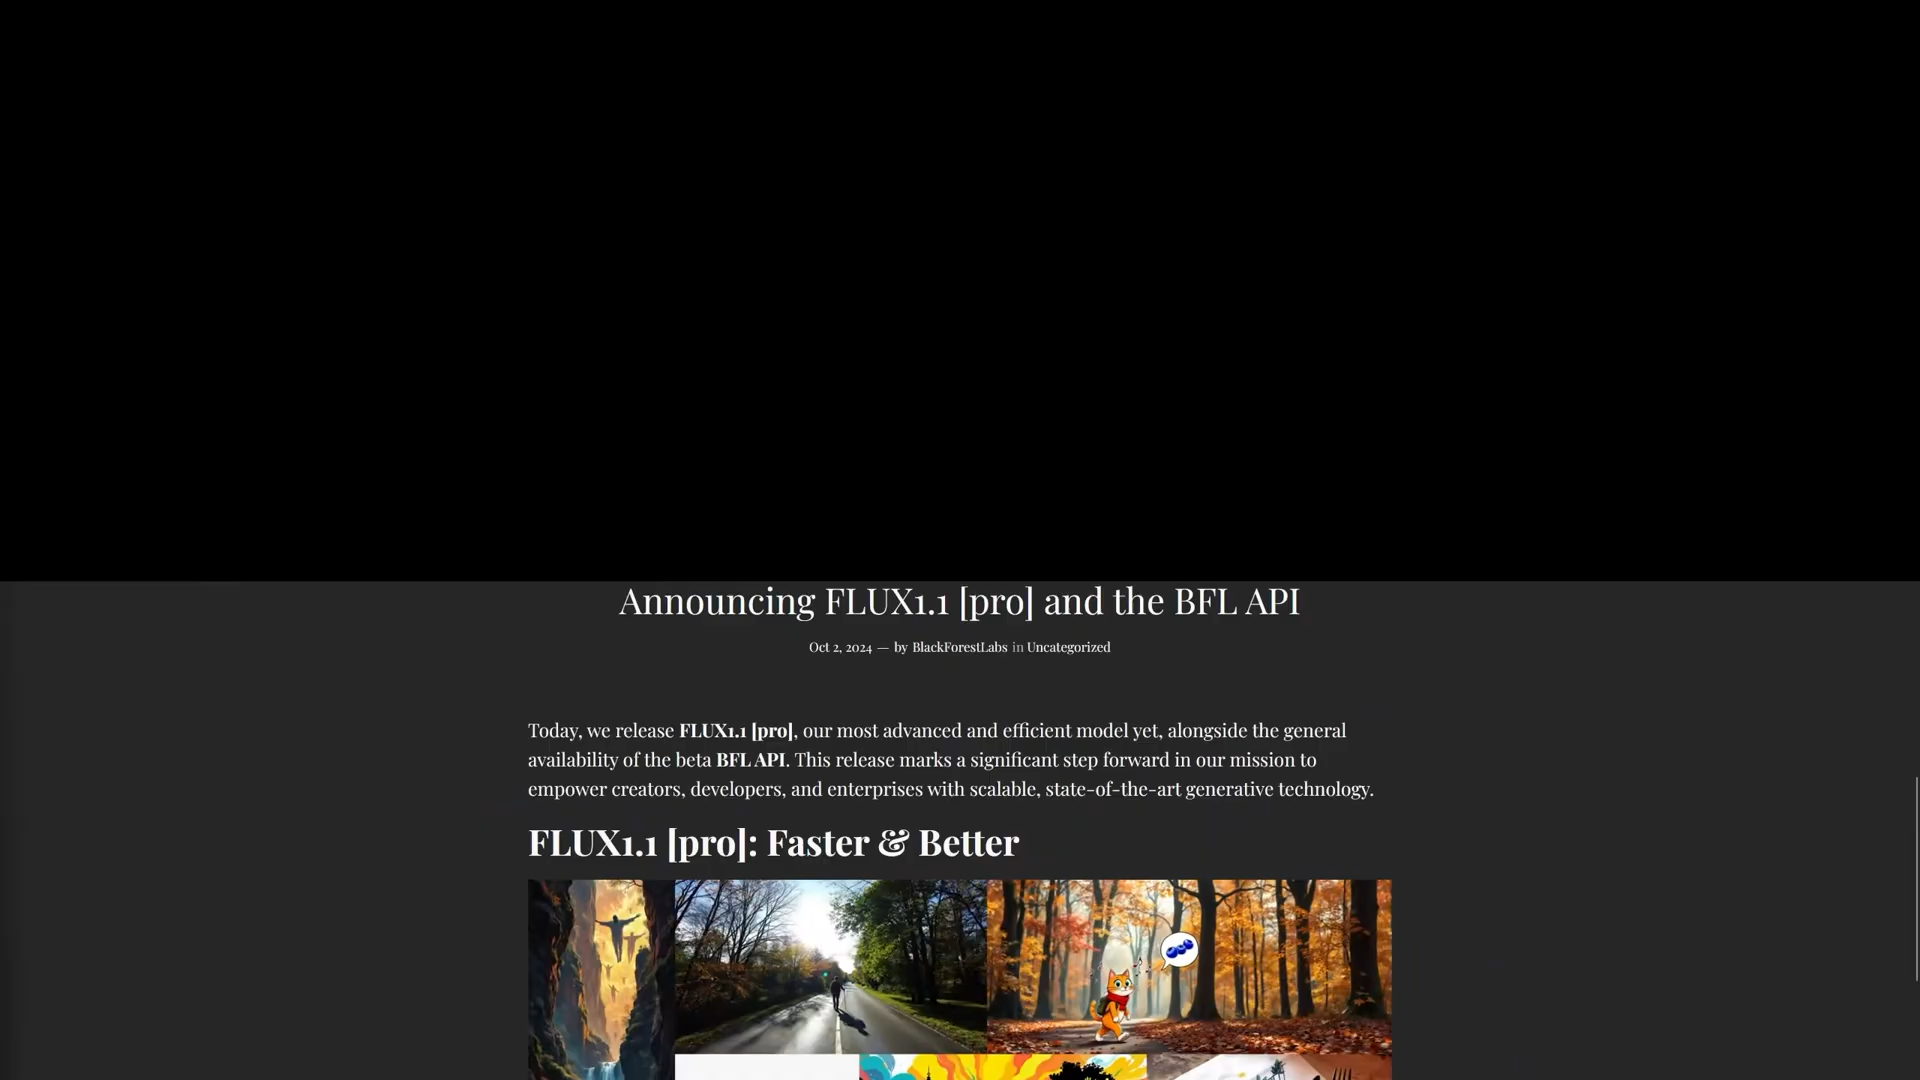 Announcing FLUX1.1 [pro] and the BFL API
Oct 2, 2024 — by BlackForestLabs in Uncategorized
Today, we release FLUX1.1 [pro], our most advanced and efficient model yet, alongside the general
availability of the beta BFL API. This release marks a significant step forward in our mission to
empower creators, developers, and enterprises with scalable, state-of-the-art generative technology.
FLUX1.1 [pro]: Faster & Better